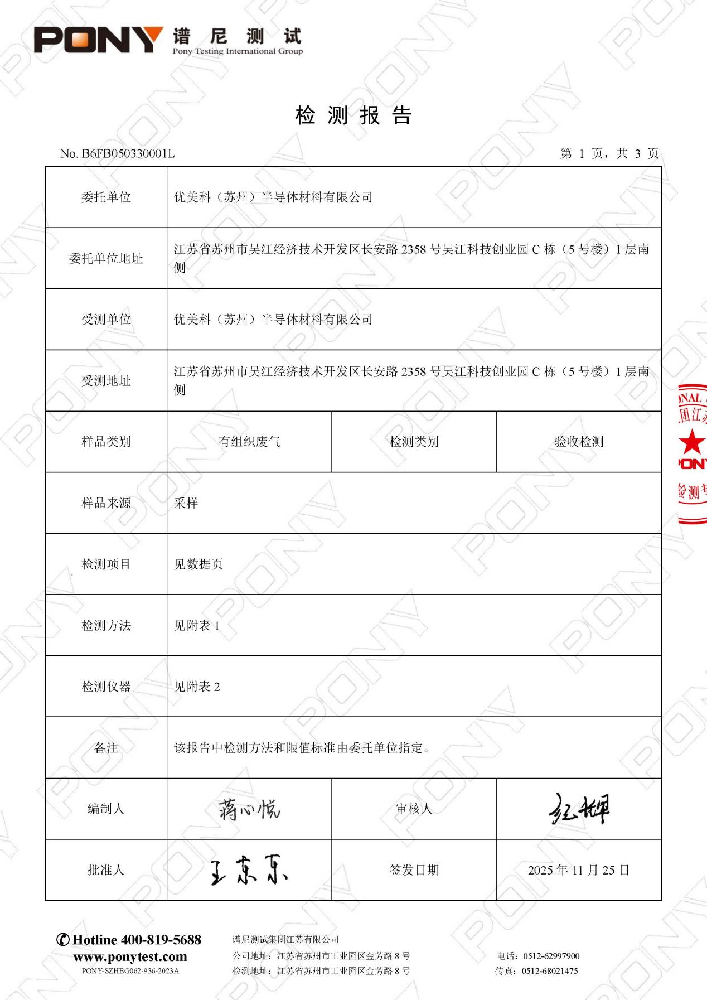 PONY 谱尼测试
Pony Testing International Group
检测报告
No. B6FB050330001L
第 1 页，共 3 页
委托单位
优美科（苏州）半导体材料有限公司
委托单位地址
江苏省苏州市吴江经济技术开发区长安路 2358 号吴江科技创业园 C 栋（5 号楼）1 层南
侧
受测单位
优美科（苏州）半导体材料有限公司
受测地址
江苏省苏州市吴江经济技术开发区长安路 2358 号吴江科技创业园 C 栋（5 号楼）1 层南
侧
样品类别
有组织废气
检测类别
验收检测
样品来源
采样
检测项目
见数据页
检测方法
见附表 1
检测仪器
见附表 2
备注
该报告中检测方法和限值标准由委托单位指定。
编制人
蒋心悦
审核人
批准人
王东东
签发日期
2025 年 11 月 25 日
ONAL
团江苏
PONY
检测专
Hotline 400-819-5688
www.ponytest.com
PONY-SZHBG062-936-2023A
谱尼测试集团江苏有限公司
公司地址：江苏省苏州市工业园区金芳路 8 号
检测地址：江苏省苏州市工业园区金芳路 8 号
电话：0512-62997900
传真：0512-68021475